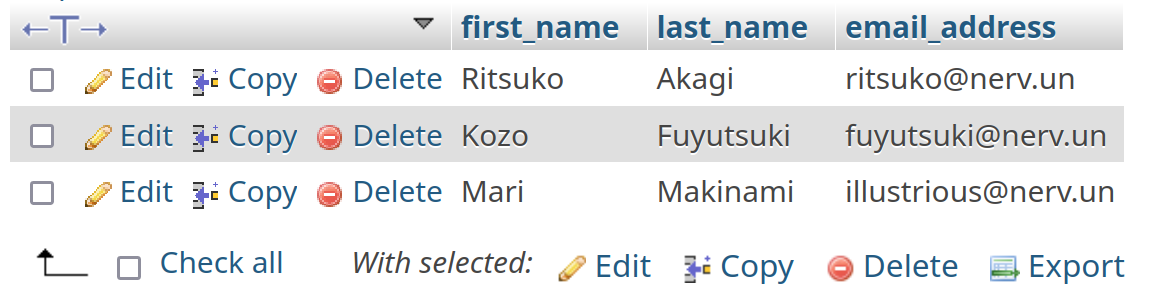 ←T→ first_name last_name email_address
Edit Copy Delete Ritsuko Akagi ritsuko@nerv.un
Edit Copy Delete Kozo Fuyutsuki fuyutsuki@nerv.un
Edit Copy Delete Mari Makinami illustrious@nerv.un
Check all With selected: Edit Copy Delete Export